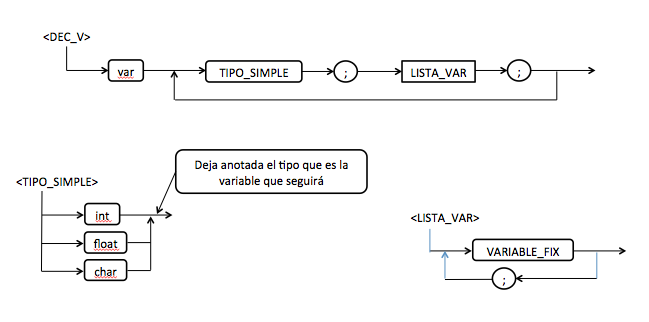 <DEC_V>
var
TIPO_SIMPLE
;
LISTA_VAR
;
Deja anotada el tipo que es la
variable que seguirá
<TIPO_SIMPLE>
int
float
char
<LISTA_VAR>
VARIABLE_FIX
;